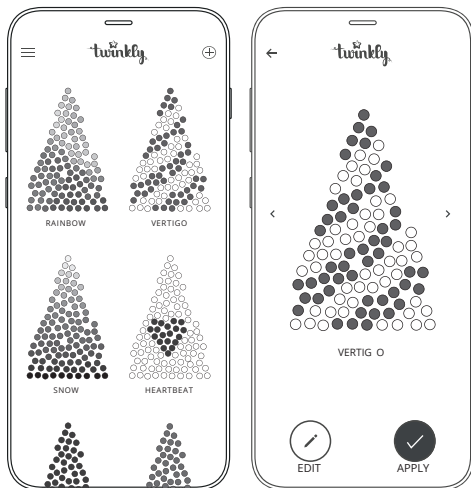 twinkly
RAINBOW
VERTIGO
SNOW
HEARTBEAT
twinkly
VERTIG O
EDIT
APPLY